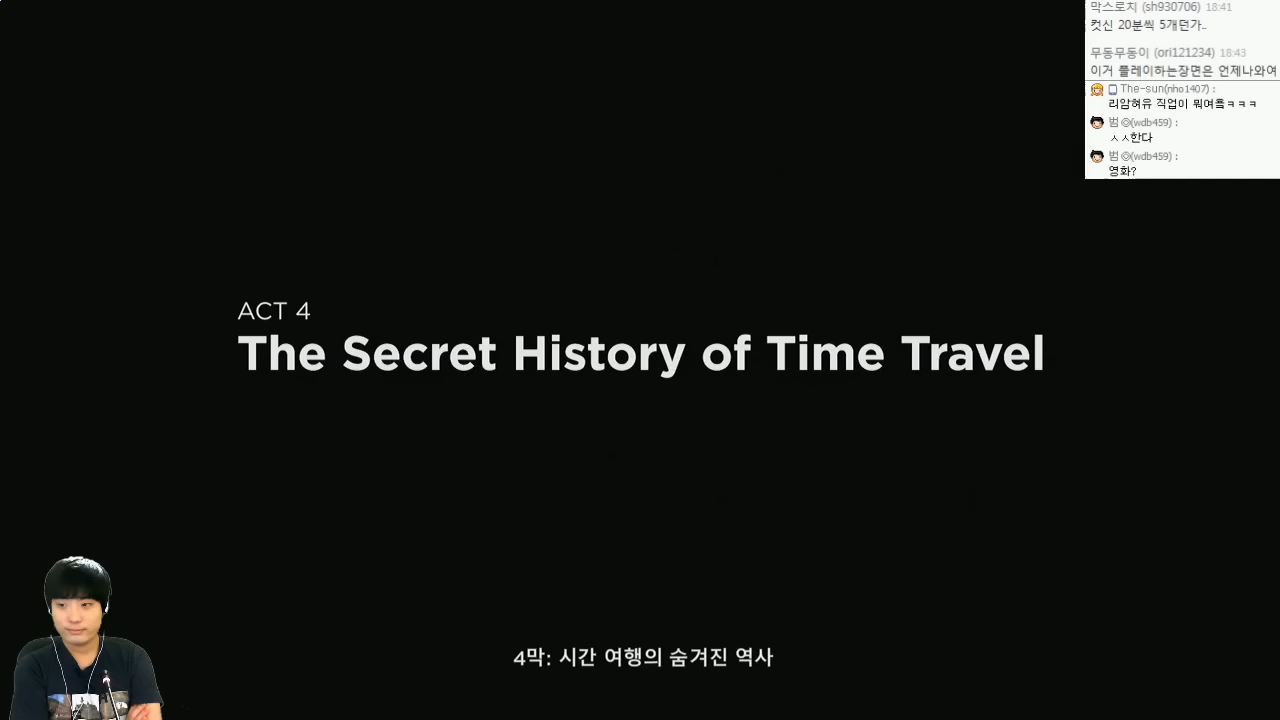 막스로치 (sh930706) 18:41
컷신 20분씩 5개던가..
무동무동이 (ori121234) 18:43
이거 플레이하는장면은 언제나와여
The-sun(nho1407) :
리암혀유 직업이 뭐여흌ㅋㅋㅋ
범◎(wdb459) :
ㅅㅅ한다
범◎(wdb459) :
영화?
ACT 4
The Secret History of Time Travel
4막: 시간 여행의 숨겨진 역사